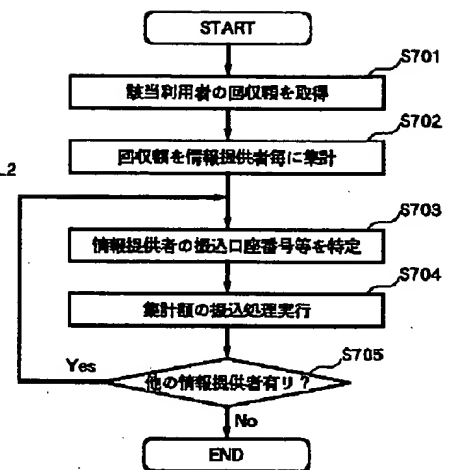 START
S701
該当利用者の回収額を取得
S702
回収額を情報提供者毎に集計
L2
S703
情報提供者の振込口座番号等を特定
S704
集計額の振込処理実行
S705
Yes
他の情報提供者有り?
No
END